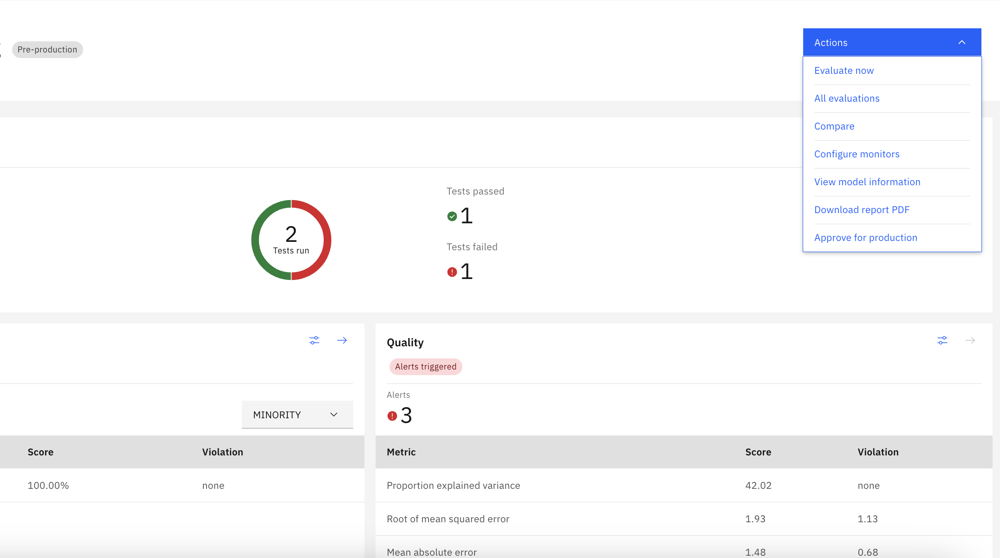 Pre-production
Actions
Evaluate now
All evaluations
Compare
Configure monitors
View model information
Download report PDF
Approve for production
2
Tests run
Tests passed
1
Tests failed
1
MINORITY
Score Violation
100.00% none
Quality
Alerts triggered
Alerts
3
Metric Score Violation
Proportion explained variance 42.02 none
Root of mean squared error 1.93 1.13
Mean absolute error 1.48 0.68